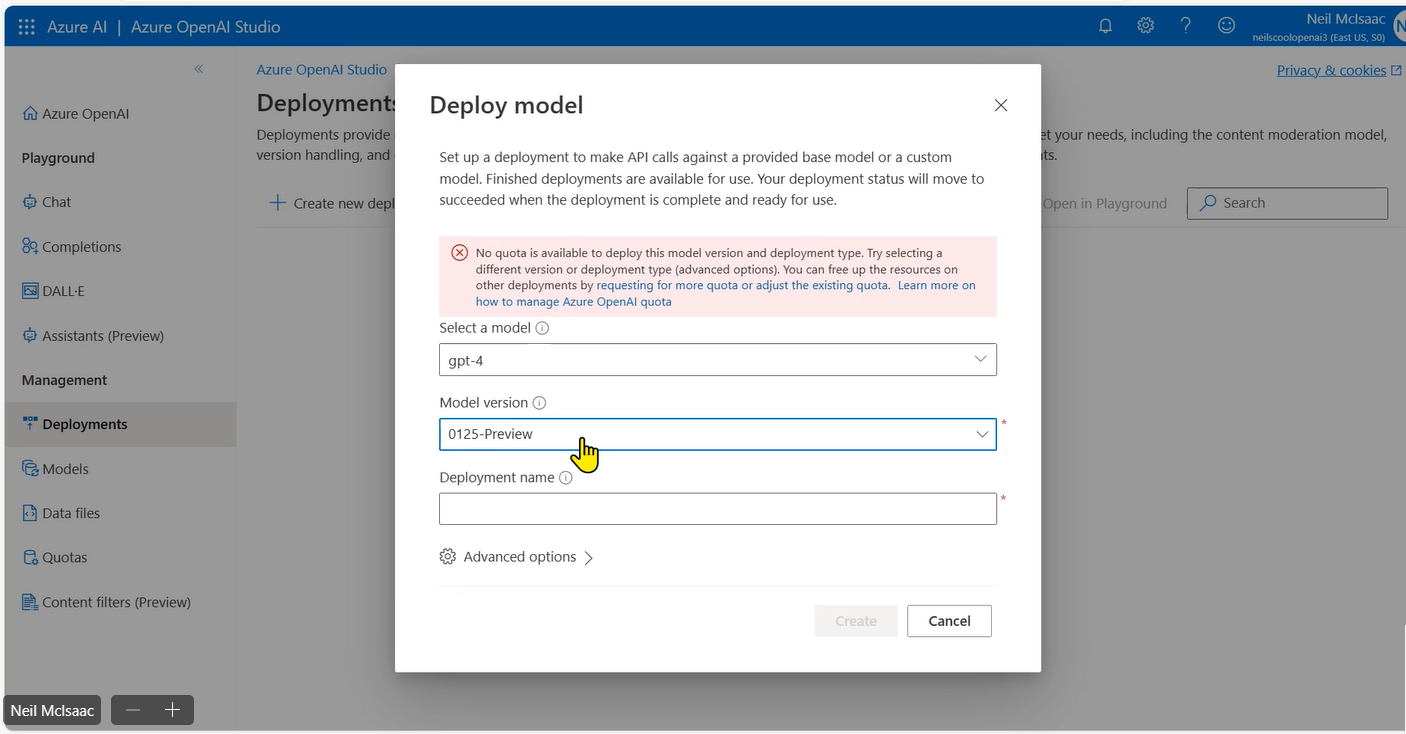 Azure AI | Azure OpenAI Studio
Neil McIsaac
neilscoolopenai3 (East US, S0)
Azure OpenAI
Playground
Chat
Completions
DALL·E
Assistants (Preview)
Management
Deployments
Models
Data files
Quotas
Content filters (Preview)
Azure OpenAI Studio
Privacy & cookies
Deployments
Deployments provide
et your needs, including the content moderation model,
version handling, and
ts.
Create new depl
Open in Playground
Search
Deploy model
Set up a deployment to make API calls against a provided base model or a custom
model. Finished deployments are available for use. Your deployment status will move to
succeeded when the deployment is complete and ready for use.
No quota is available to deploy this model version and deployment type. Try selecting a
different version or deployment type (advanced options). You can free up the resources on
other deployments by requesting for more quota or adjust the existing quota. Learn more on
how to manage Azure OpenAI quota
Select a model
gpt-4
Model version
0125-Preview
*
Deployment name
*
Advanced options
Create
Cancel
Neil McIsaac